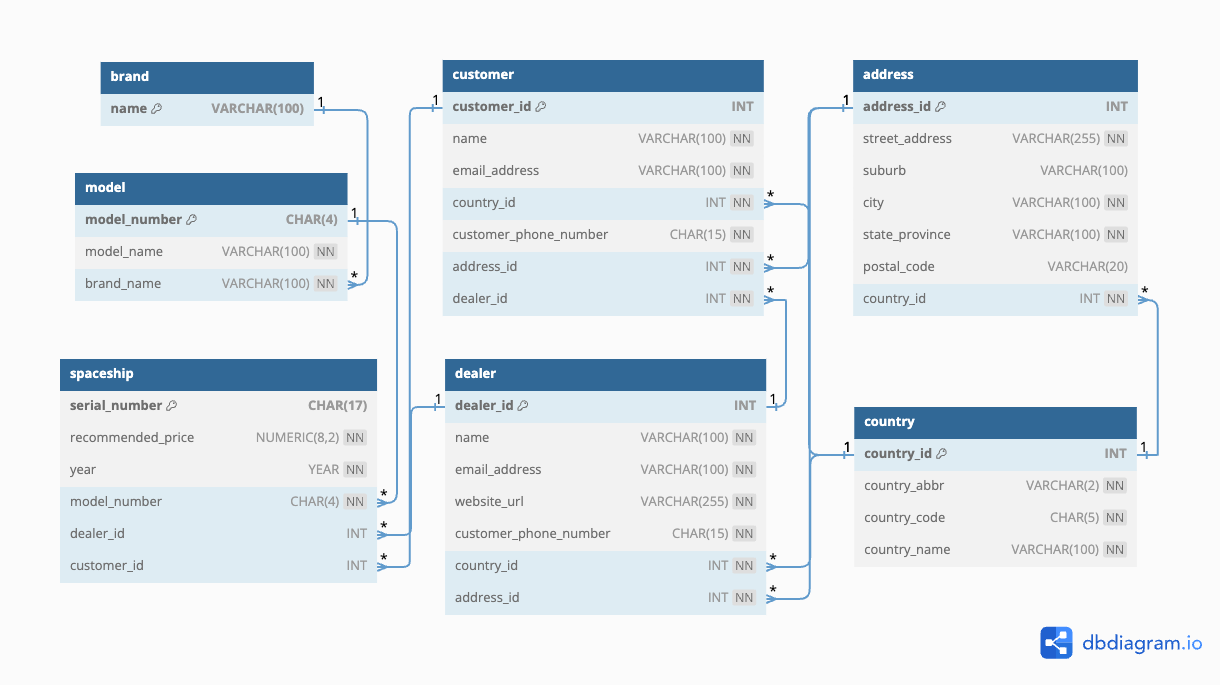 brand
name VARCHAR(100)
1
model
model_number CHAR(4)
1
model_name VARCHAR(100) NN
brand_name VARCHAR(100) NN
*
spaceship
serial_number CHAR(17)
recommended_price NUMERIC(8,2) NN
year YEAR NN
model_number CHAR(4) NN
*
dealer_id INT
*
customer_id INT
*
customer
1
customer_id INT
name VARCHAR(100) NN
email_address VARCHAR(100) NN
country_id INT NN
*
customer_phone_number CHAR(15) NN
address_id INT NN
*
dealer_id INT NN
*
dealer
1
dealer_id INT
1
name VARCHAR(100) NN
email_address VARCHAR(100) NN
website_url VARCHAR(255) NN
customer_phone_number CHAR(15) NN
country_id INT NN
*
address_id INT NN
*
address
1
address_id INT
street_address VARCHAR(255) NN
suburb VARCHAR(100)
city VARCHAR(100) NN
state_province VARCHAR(100) NN
postal_code VARCHAR(20)
country_id INT NN
*
country
1
country_id INT
1
country_abbr VARCHAR(2) NN
country_code CHAR(5) NN
country_name VARCHAR(100) NN
dbdiagram.io